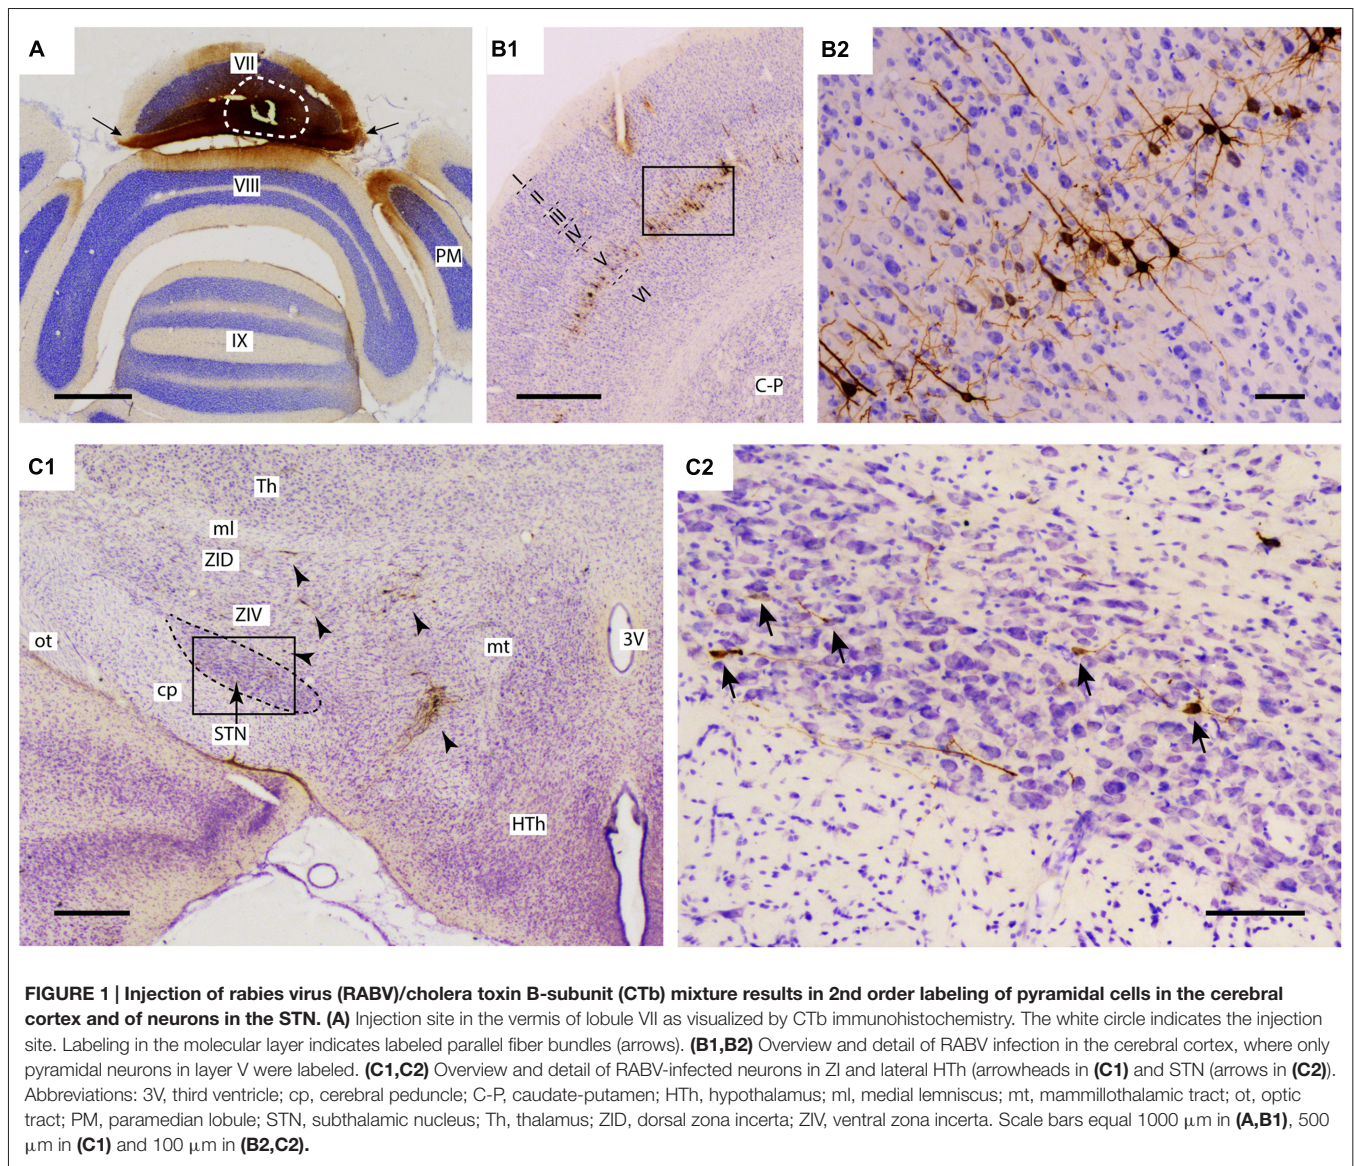 A
VII
VIII
PM
IX
B1
I
II
III
IV
V
VI
C-P
B2
C1
Th
ml
ZID
ZIV
ot
mt
3V
cp
STN
HTh
C2
FIGURE 1 | Injection of rabies virus (RABV)/cholera toxin B-subunit (CTb) mixture results in 2nd order labeling of pyramidal cells in the cerebral
cortex and of neurons in the STN. (A) Injection site in the vermis of lobule VII as visualized by CTb immunohistochemistry. The white circle indicates the injection
site. Labeling in the molecular layer indicates labeled parallel fiber bundles (arrows). (B1,B2) Overview and detail of RABV infection in the cerebral cortex, where only
pyramidal neurons in layer V were labeled. (C1,C2) Overview and detail of RABV-infected neurons in ZI and lateral HTh (arrowheads in (C1) and STN (arrows in (C2)).
Abbreviations: 3V, third ventricle; cp, cerebral peduncle; C-P, caudate-putamen; HTh, hypothalamus; ml, medial lemniscus; mt, mammillothalamic tract; ot, optic
tract; PM, paramedian lobule; STN, subthalamic nucleus; Th, thalamus; ZID, dorsal zona incerta; ZIV, ventral zona incerta. Scale bars equal 1000 μm in (A,B1), 500
μm in (C1) and 100 μm in (B2,C2).